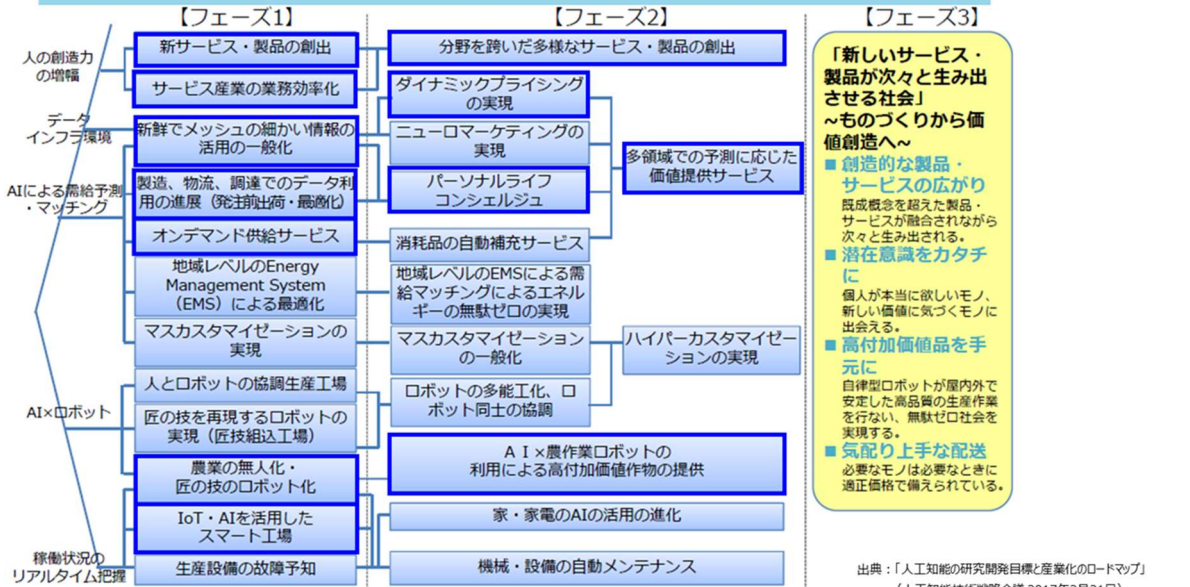 【フェーズ1】
【フェーズ2】
【フェーズ3】
人の創造力
の増幅
データ
インフラ環境
AIによる需給予測
・マッチング
AI×ロボット
稼働状況の
リアルタイム把握
新サービス・製品の創出
サービス産業の業務効率化
新鮮でメッシュの細かい情報の
活用の一般化
製造、物流、調達でのデータ利
用の進展（発注前出荷・最適化）
オンデマンド供給サービス
地域レベルのEnergy
Management System
（EMS）による最適化
マスカスタマイゼーションの
実現
人とロボットの協調生産工場
匠の技を再現するロボットの
実現（匠技組込工場）
農業の無人化・
匠の技のロボット化
IoT・AIを活用した
スマート工場
生産設備の故障予知
分野を跨いだ多様なサービス・製品の創出
ダイナミックプライシング
の実現
ニューロマーケティングの
実現
パーソナルライフ
コンシェルジュ
消耗品の自動補充サービス
地域レベルのEMSによる需
給マッチングによるエネル
ギーの無駄ゼロの実現
マスカスタマイゼーション
の一般化
ロボットの多能工化、ロ
ボット同士の協調
ＡＩ×農作業ロボットの
利用による高付加価値作物の提供
家・家電のAIの活用の進化
機械・設備の自動メンテナンス
多領域での予測に応じた
価値提供サービス
ハイパーカスタマイゼー
ションの実現
「新しいサービス・
製品が次々と生み出
させる社会」
~ものづくりから価
値創造へ~
■ 創造的な製品・
サービスの広がり
既成概念を超えた製品・
サービスが融合されながら
次々と生み出される。
■ 潜在意識をカタチ
に
個人が本当に欲しいモノ、
新しい価値に気づくモノに
出会える。
■ 高付加価値品を手
元に
自律型ロボットが屋内外で
安定した高品質の生産作業
を行ない、無駄ゼロ社会を
実現する。
■ 気配り上手な配送
必要なモノは必要なときに
適正価格で備えられている。
出典：「人工知能の研究開発目標と産業化のロードマップ」
（人工知能技術戦略会議 2017年3月31日）